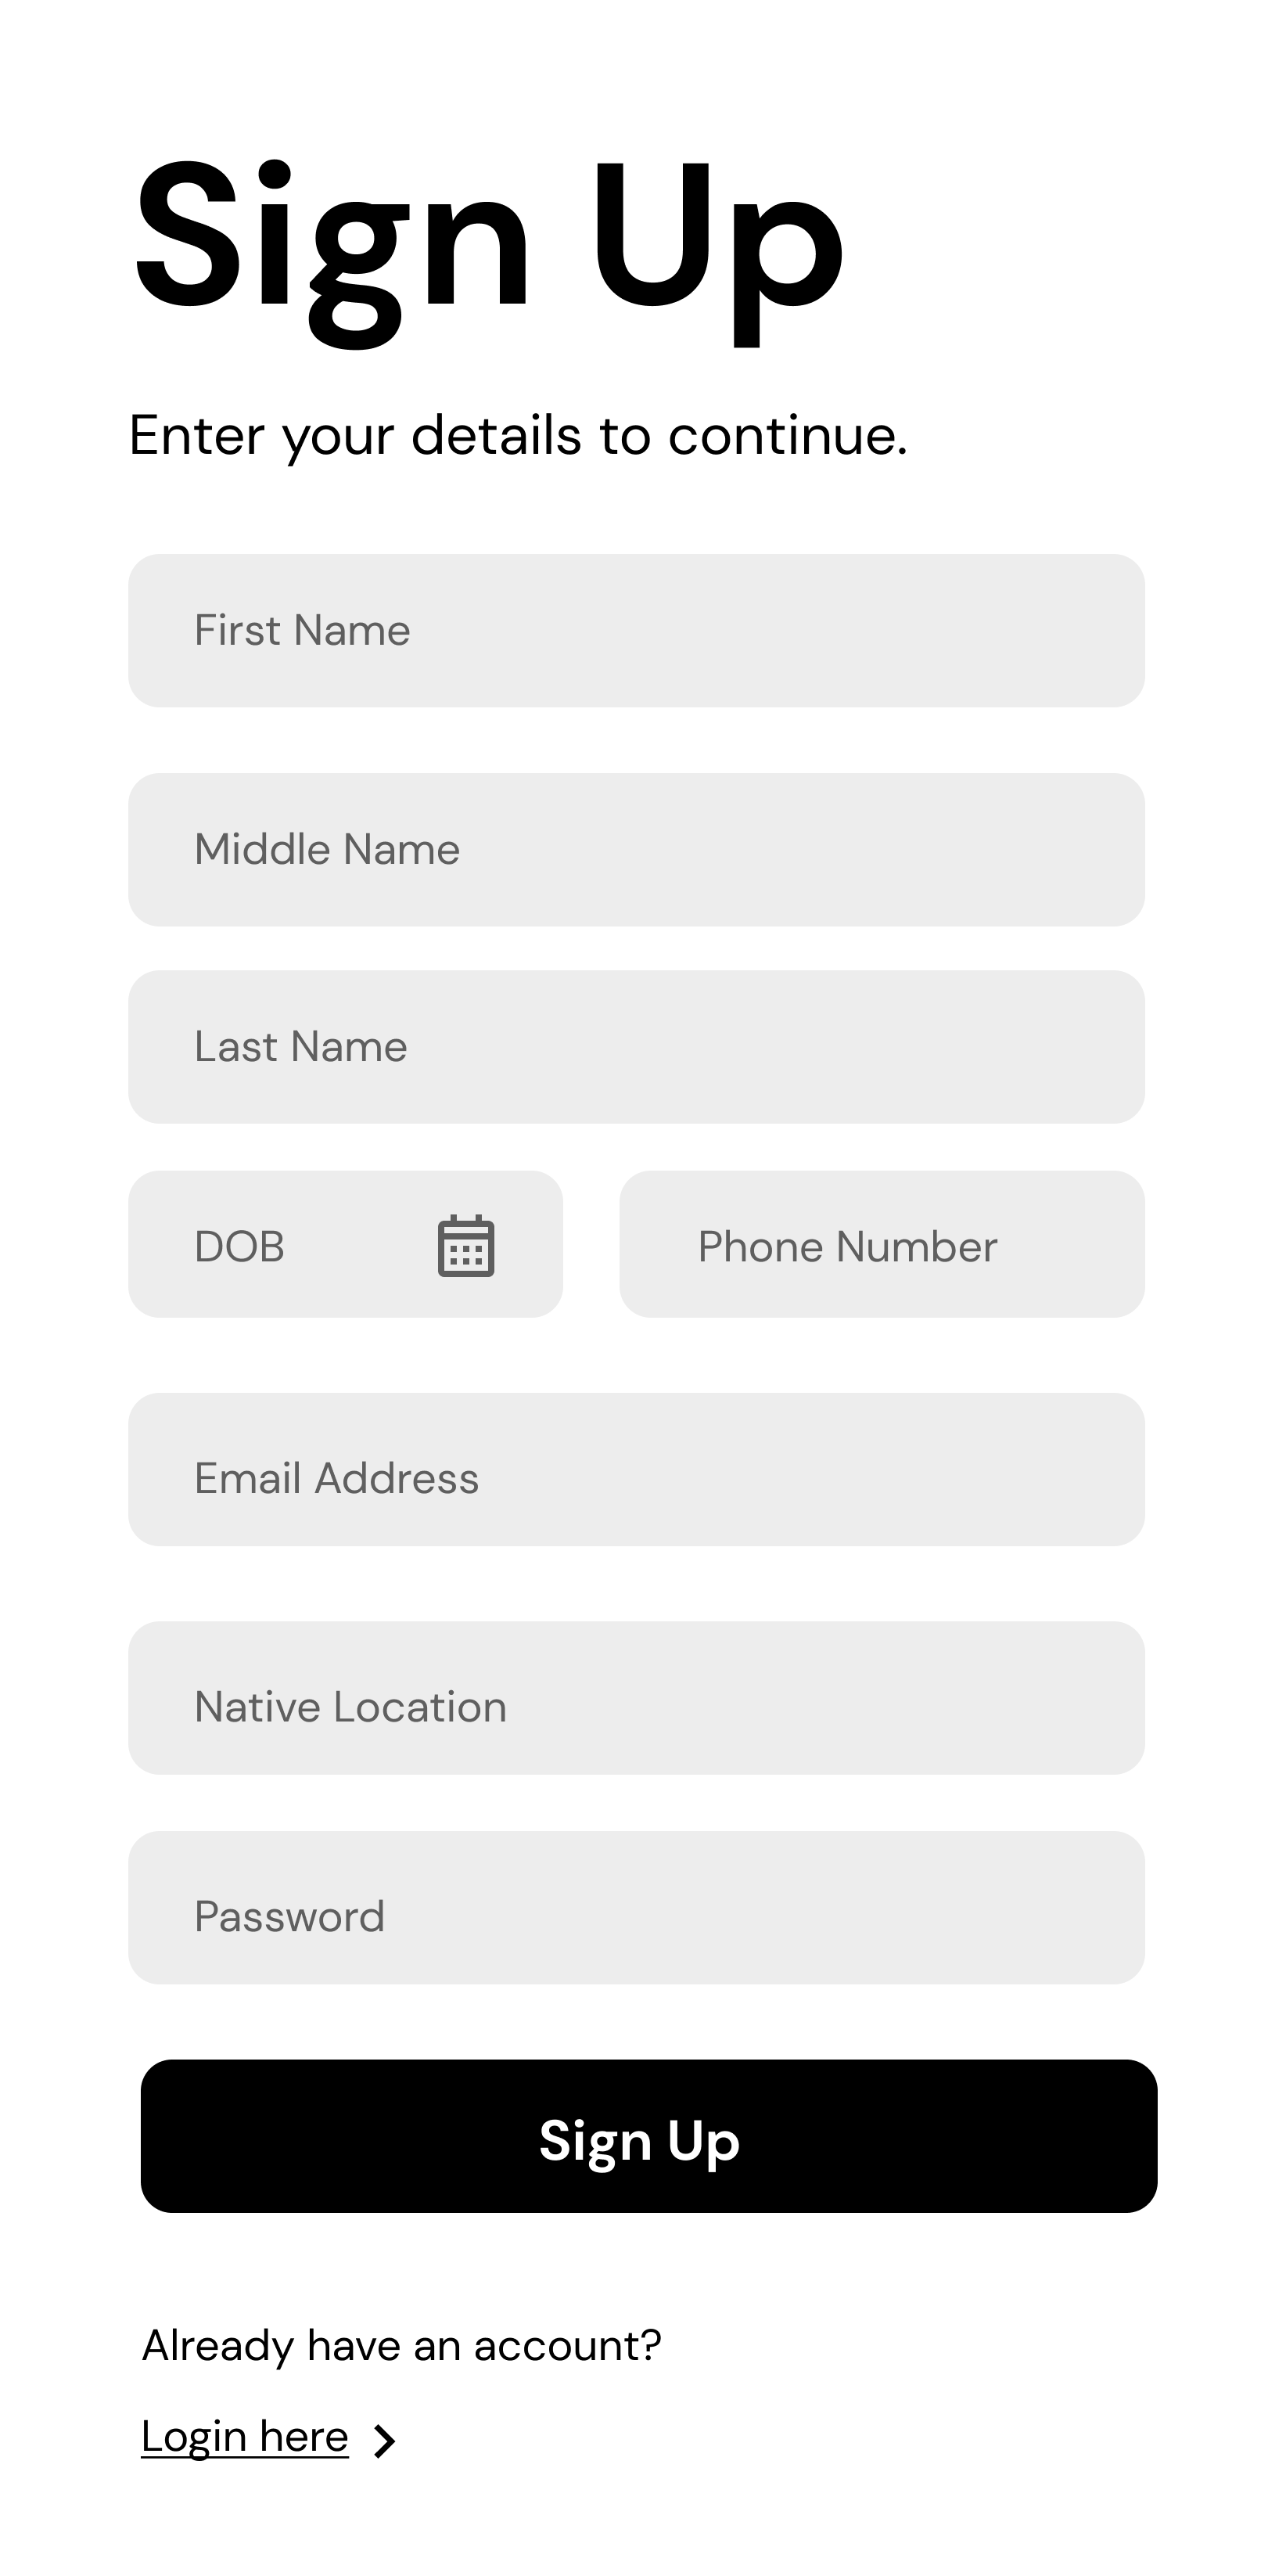 Sign Up
Enter your details to continue.
First Name
Middle Name
Last Name
DOB
Phone Number
Email Address
Native Location
Password
Sign Up
Already have an account?
Login here